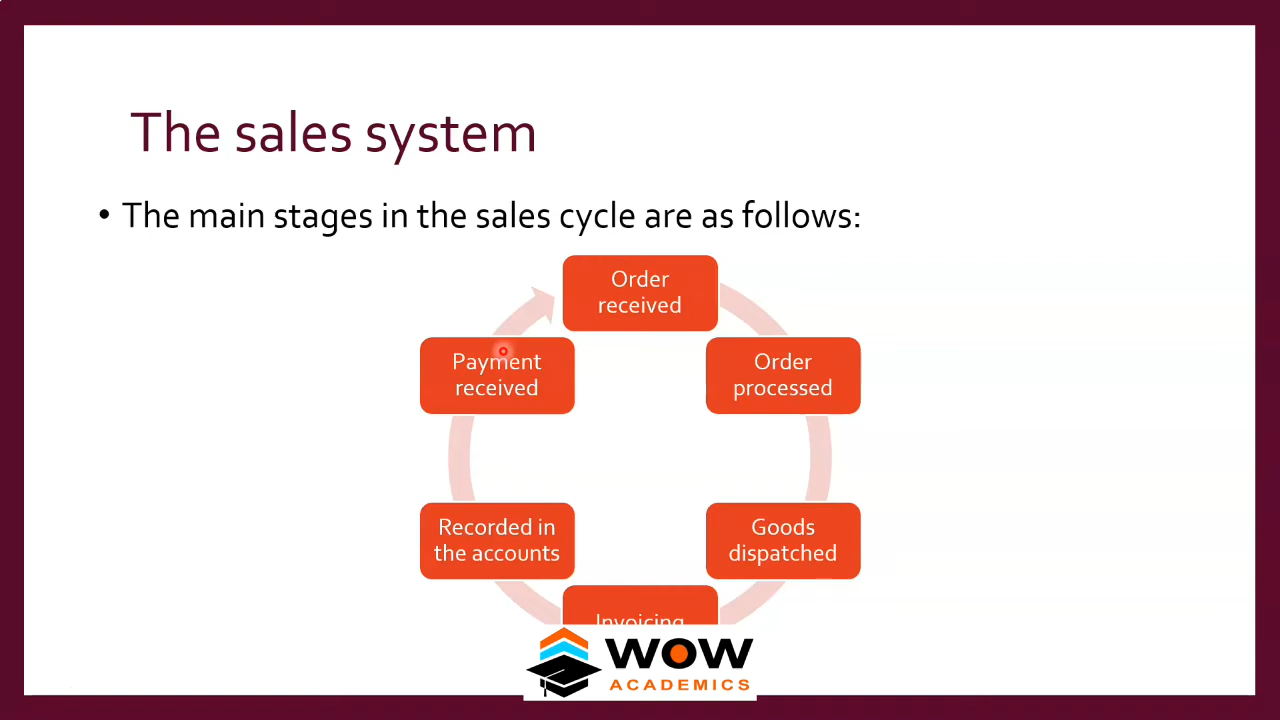 The sales system
• The main stages in the sales cycle are as follows:
Order
received
Order
processed
Goods
dispatched
Invoicing
Recorded in
the accounts
Payment
received
WOW
ACADEMICS